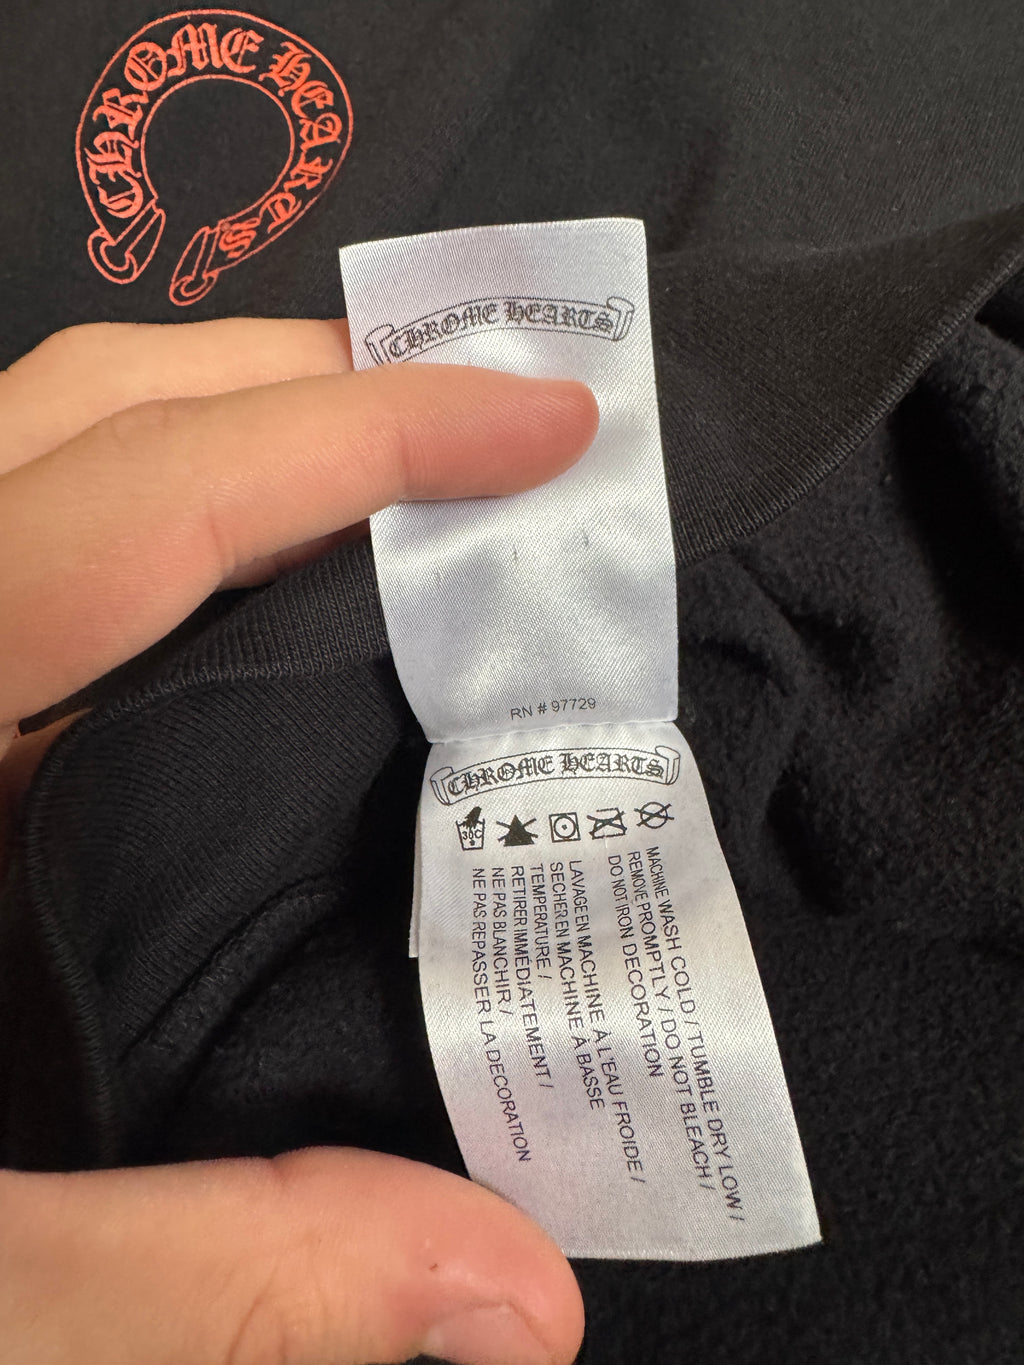 CHROME HEARTS
CHROME HEARTS
RN # 97729
CHROME HEARTS
30C
MACHINE WASH COLD / TUMBLE DRY LOW /
REMOVE PROMPTLY / DO NOT BLEACH /
DO NOT IRON DECORATION
LAVAGE EN MACHINE À L'EAU FROIDE /
SECHER EN MACHINE À BASSE
TEMPERATURE /
RETIRER IMMÉDIATEMENT /
NE PAS BLANCHIR /
NE PAS REPASSER LA DECORATION